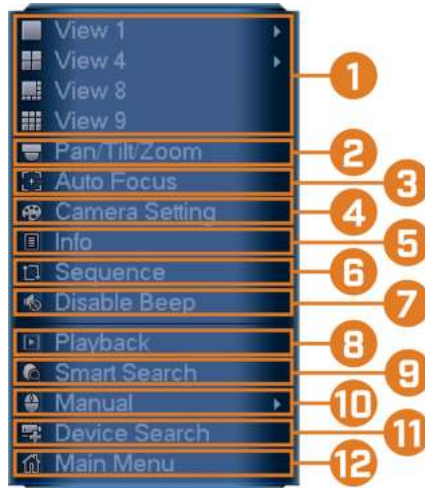 View 1
View 4
View 8
View 9
1
Pan/Tilt/Zoom
2
Auto Focus
3
Camera Setting
4
Info
5
Sequence
6
Disable Beep
7
Playback
8
Smart Search
9
Manual
10
Device Search
11
Main Menu
12